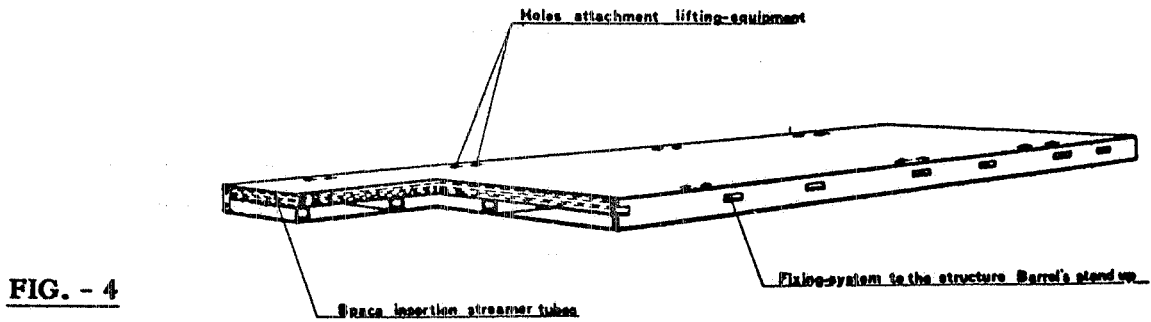 Holes attachment lifting-equipment
Fixing-system to the structure Barrel's stand up
FIG. - 4
Space insertion streamer tubes